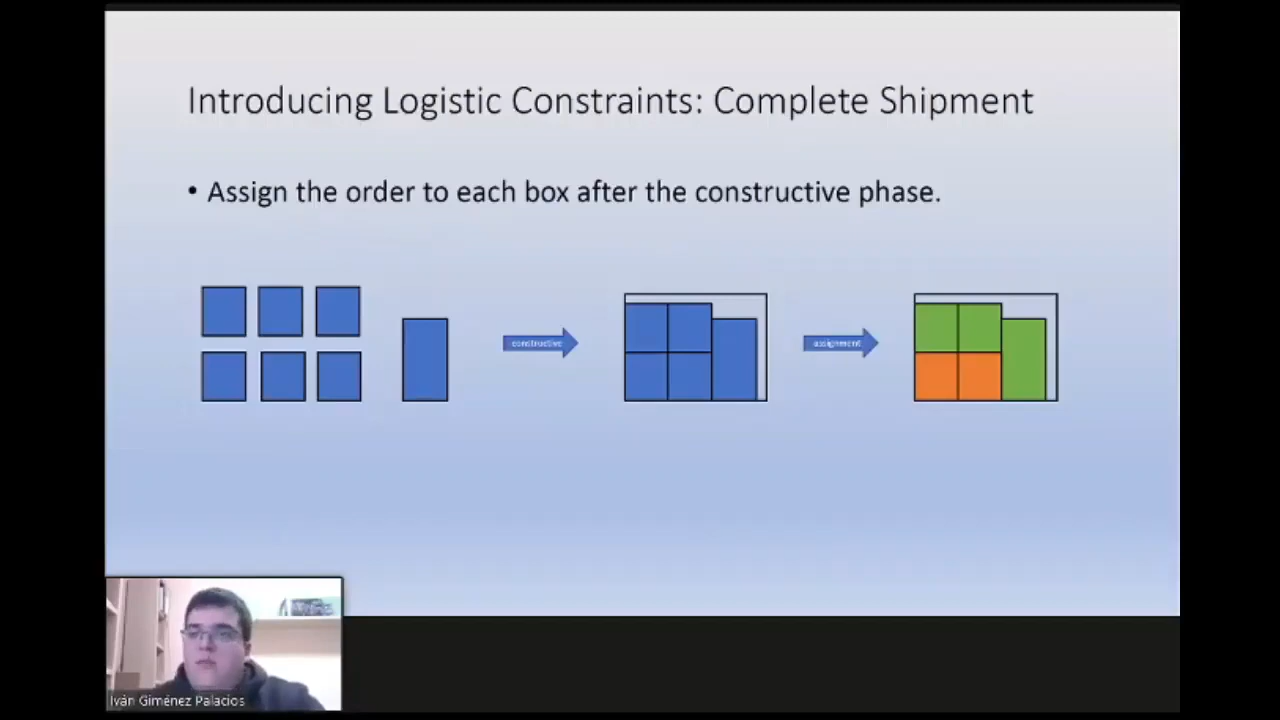 Introducing Logistic Constraints: Complete Shipment
• Assign the order to each box after the constructive phase.
constructive
assignment
Iván Giménez Palacios